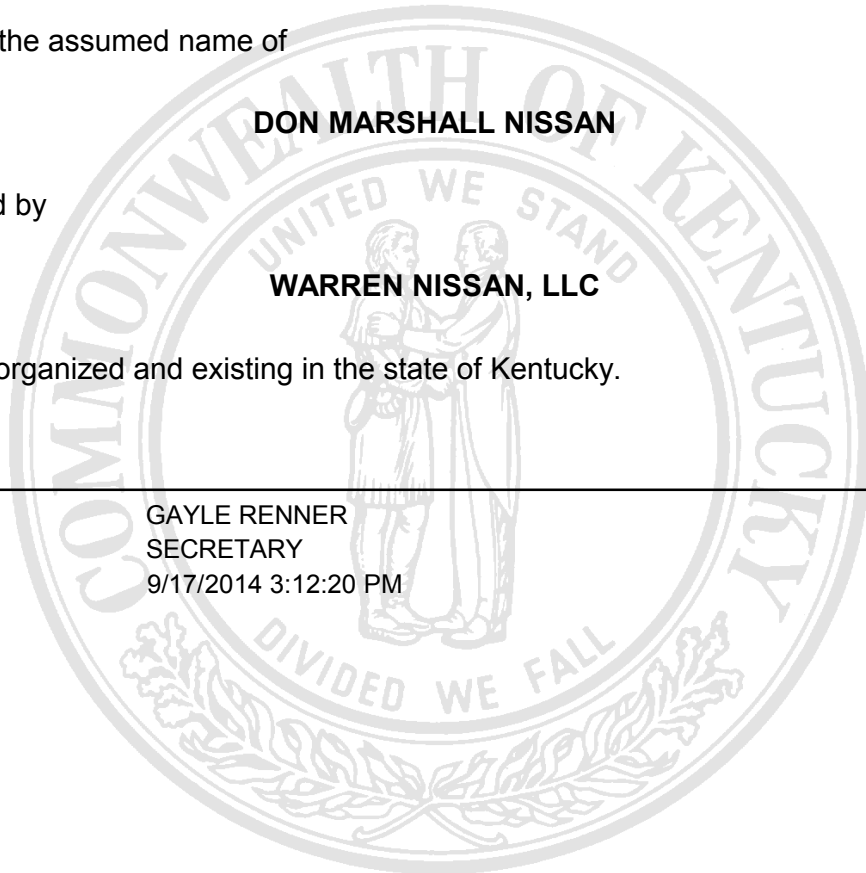 the assumed name of
DON MARSHALL NISSAN
d by
WARREN NISSAN, LLC
organized and existing in the state of Kentucky.
GAYLE RENNER
SECRETARY
9/17/2014 3:12:20 PM
COMMONWEALTH OF KENTUCKY
UNITED WE STAND
DIVIDED WE FALL